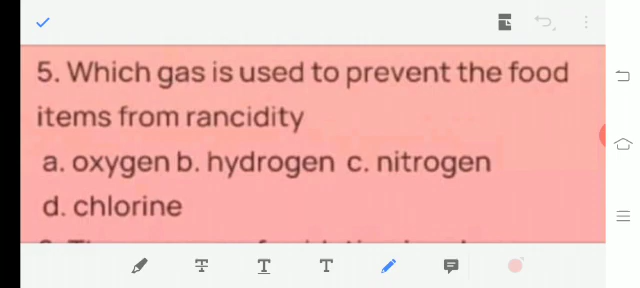 5. Which gas is used to prevent the food
items from rancidity
a. oxygen b. hydrogen c. nitrogen
d. chlorine
T T T